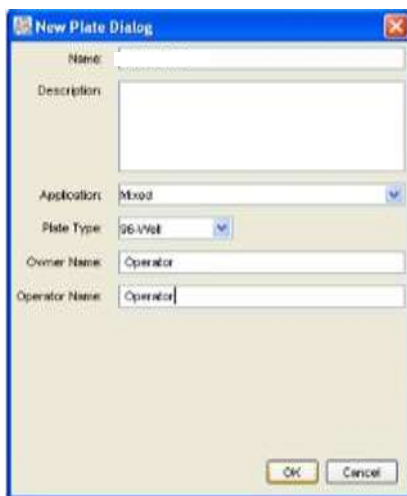 New Plate Dialog
Name:
Description:
Application: Mixed
Plate Type: 96-Well
Owner Name: Operator
Operator Name: Operator
OK Cancel